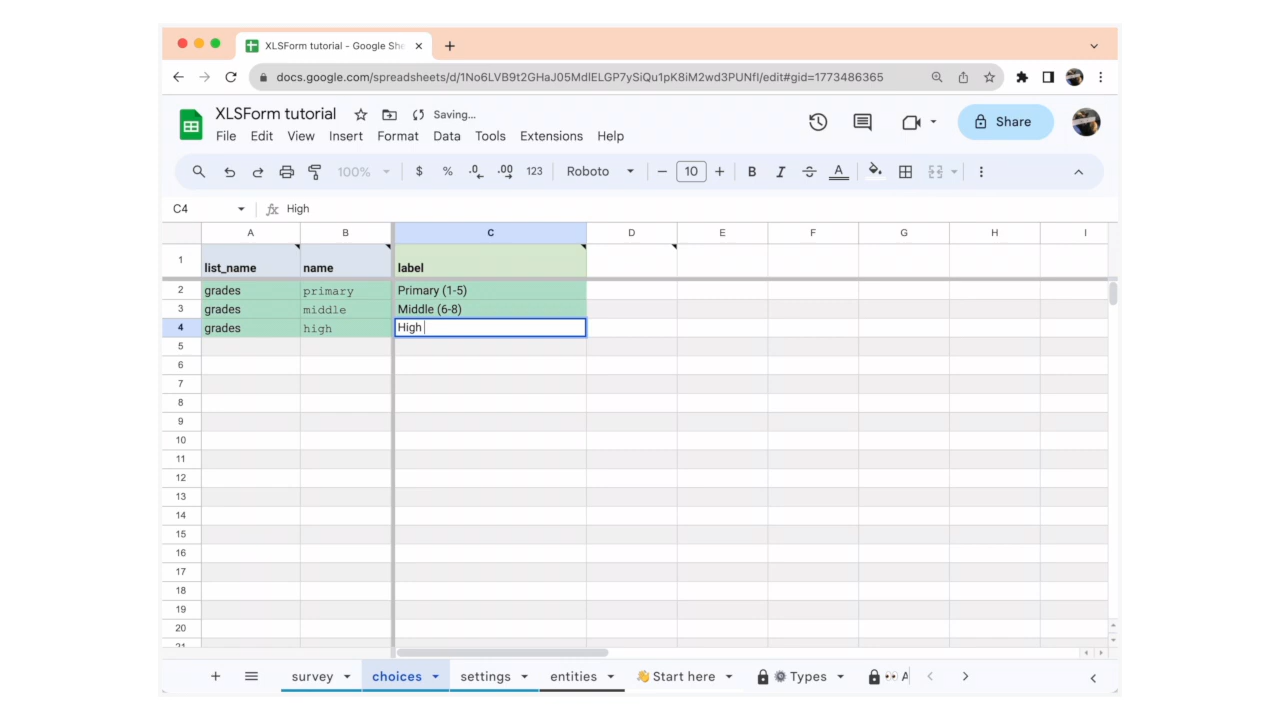 XLSForm tutorial - Google She
docs.google.com/spreadsheets/d/1No6LVB9t2GHaJ05MdlELGP7ySiQu1pK8iM2wd3PUNfI/edit#gid=1773486365
XLSForm tutorial Saving...
File Edit View Insert Format Data Tools Extensions Help
Share
100% $ % .0 .00 123 Roboto 10 B I A
C4 fx High
A B C D E F G H I
1 list_name name label
2 grades primary Primary (1-5)
3 grades middle Middle (6-8)
4 grades high High
5
6
7
8
9
10
11
12
13
14
15
16
17
18
19
20
21
survey choices settings entities 👋 Start here Types 👀 A